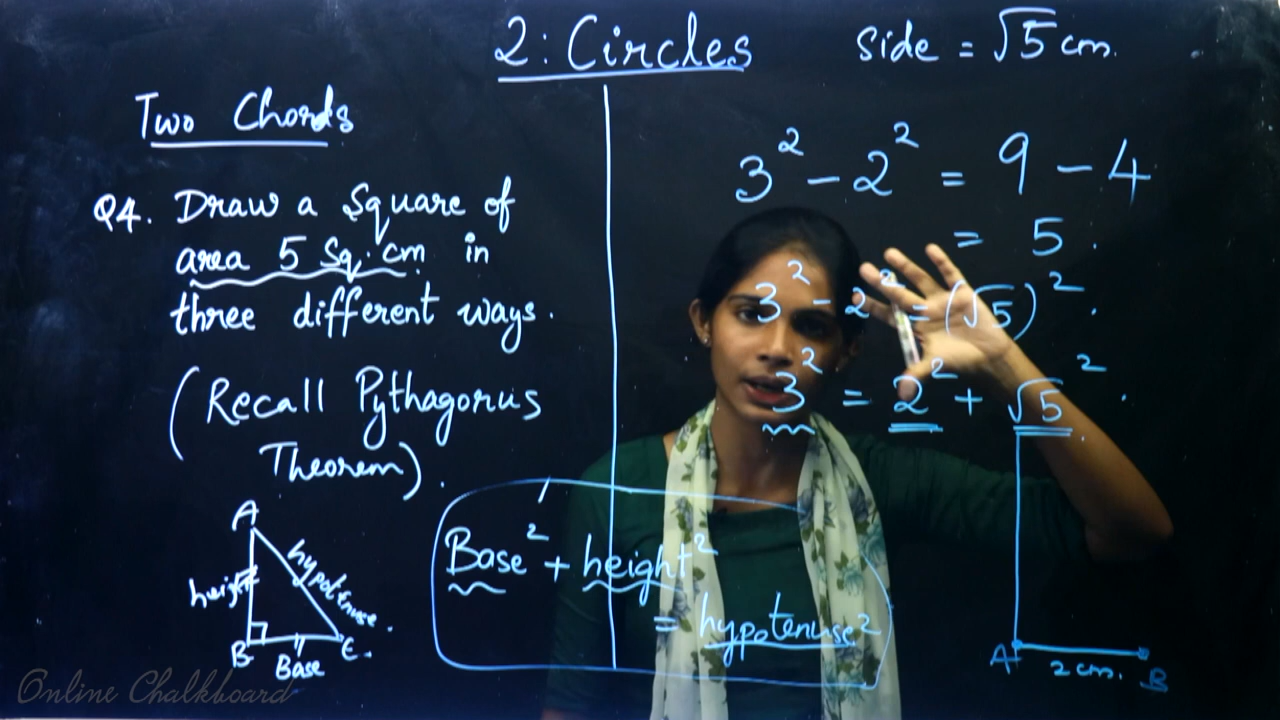 2: Circles
side = √5 cm.
Two Chords
Q4. Draw a Square of
area 5 Sq.cm in
three different ways.
(Recall Pythagorus
Theorem).
A
height
hypotenuse.
B
Base
C.
3² - 2² = 9 - 4
= 5.
3² - 2² = (√5)².
3² = 2² + √5².
Base² + height²
= hypotenuse²
A
2 cm.
B
Online Chalkboard